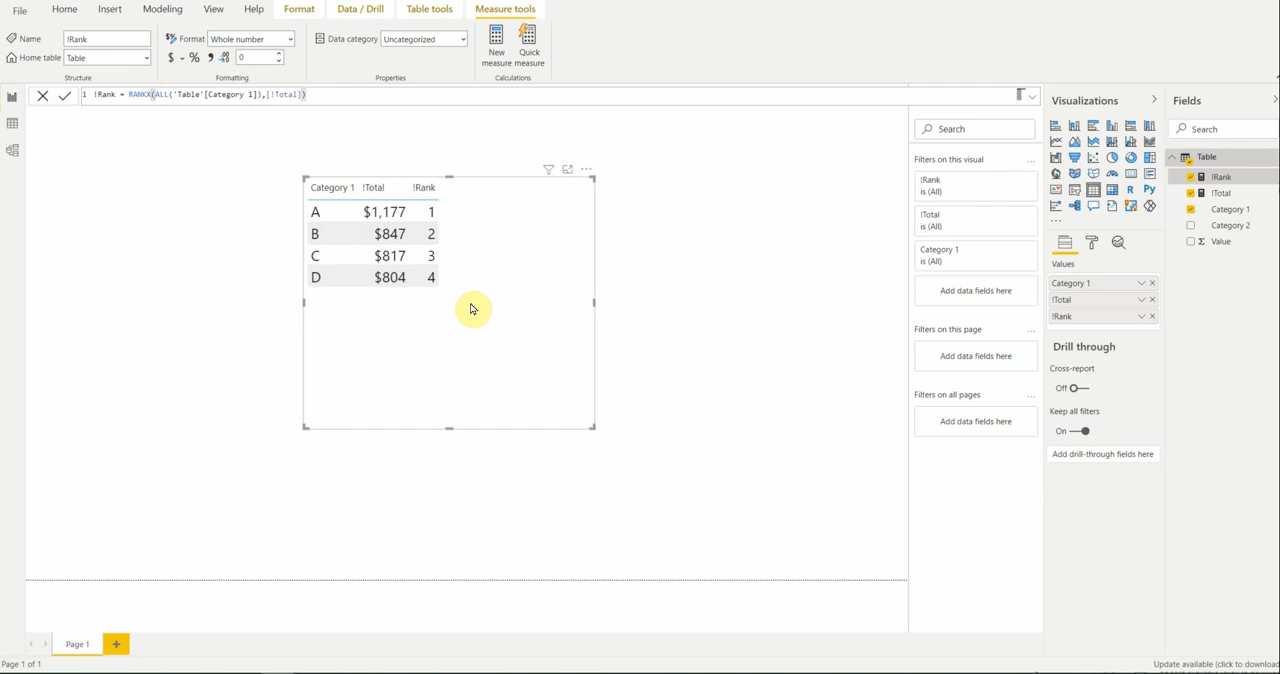 File Home Insert Modeling View Help Format Data / Drill Table tools Measure tools
Name !Rank
Home table Table
Structure
Format Whole number
$ % 0
Formatting
Data category Uncategorized
Properties
New measure
Quick measure
Calculations
1 !Rank = RANKX(ALL('Table'[Category 1]),[!Total])
Category 1 !Total !Rank
A $1,177 1
B $847 2
C $817 3
D $804 4
Search
Filters on this visual
!Rank
is (All)
!Total
is (All)
Category 1
is (All)
Add data fields here
Filters on this page
Add data fields here
Filters on all pages
Add data fields here
Visualizations
R Py
Values
Category 1
!Total
!Rank
Drill through
Cross-report
Off
Keep all filters
On
Add drill-through fields here
Fields
Search
Table
!Rank
!Total
Category 1
Category 2
Σ Value
Page 1
Page 1 of 1
Update available (click to download